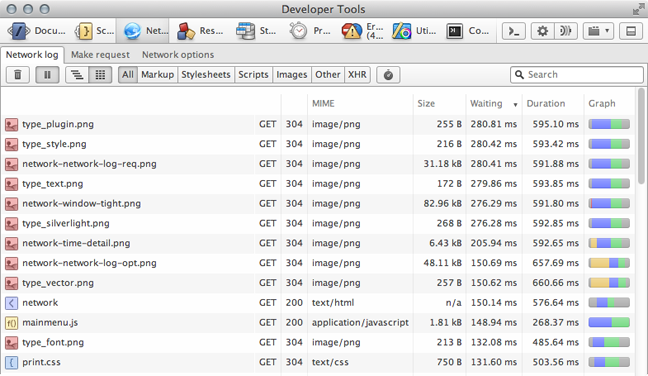 Developer Tools
Docu... Sc... Net... Res... St... Pr... Er... (4... Uti... Co...
Network log Make request Network options
All Markup Stylesheets Scripts Images Other XHR Search
MIME Size Waiting Duration Graph
type_plugin.png GET 304 image/png 255 B 280.81 ms 595.10 ms
type_style.png GET 304 image/png 216 B 280.42 ms 593.42 ms
network-network-log-req.png GET 304 image/png 31.18 kB 280.41 ms 591.88 ms
type_text.png GET 304 image/png 172 B 279.86 ms 593.85 ms
network-window-tight.png GET 304 image/png 82.96 kB 276.29 ms 591.80 ms
type_silverlight.png GET 304 image/png 268 B 276.28 ms 592.85 ms
network-time-detail.png GET 304 image/png 6.43 kB 205.94 ms 592.65 ms
network-network-log-opt.png GET 304 image/png 48.11 kB 150.69 ms 657.69 ms
type_vector.png GET 304 image/png 257 B 150.62 ms 660.66 ms
network GET 200 text/html n/a 150.14 ms 576.64 ms
f() mainmenu.js GET 200 application/javascript 1.81 kB 148.94 ms 268.37 ms
type_font.png GET 304 image/png 213 B 132.08 ms 485.64 ms
print.css GET 304 text/css 750 B 131.60 ms 503.56 ms